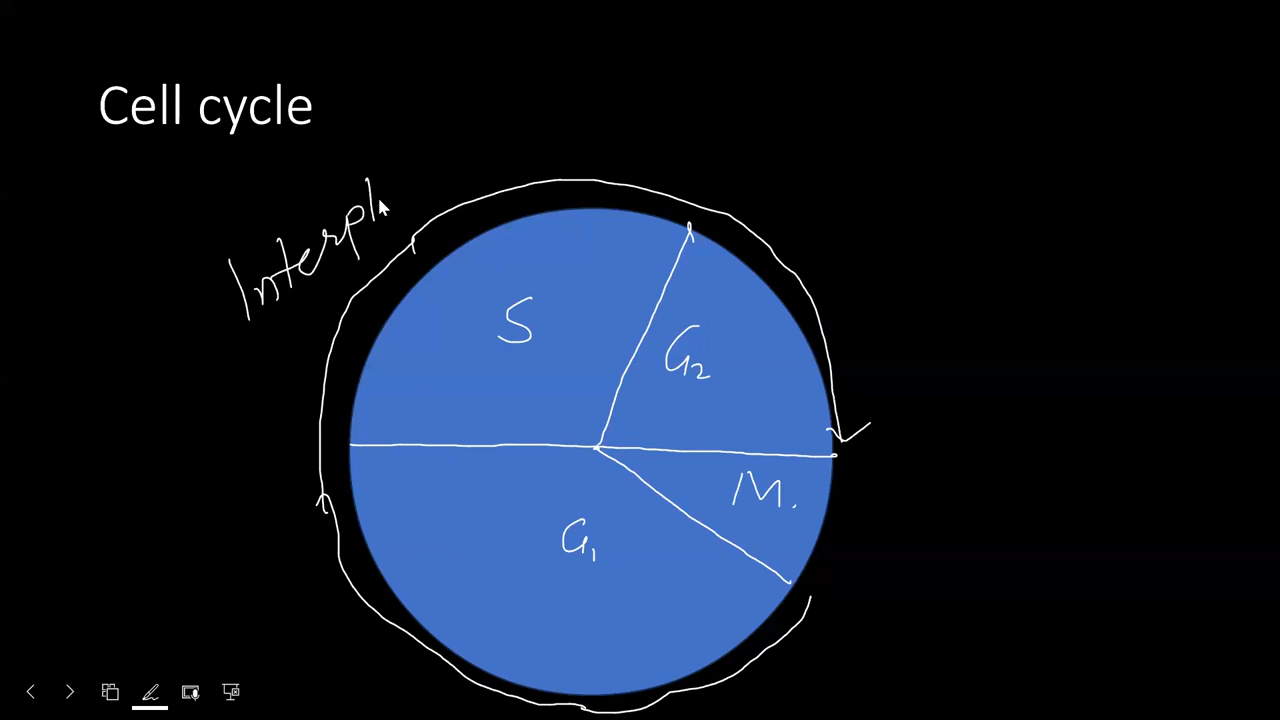 Cell cycle
Interph
S
G2
M.
G1